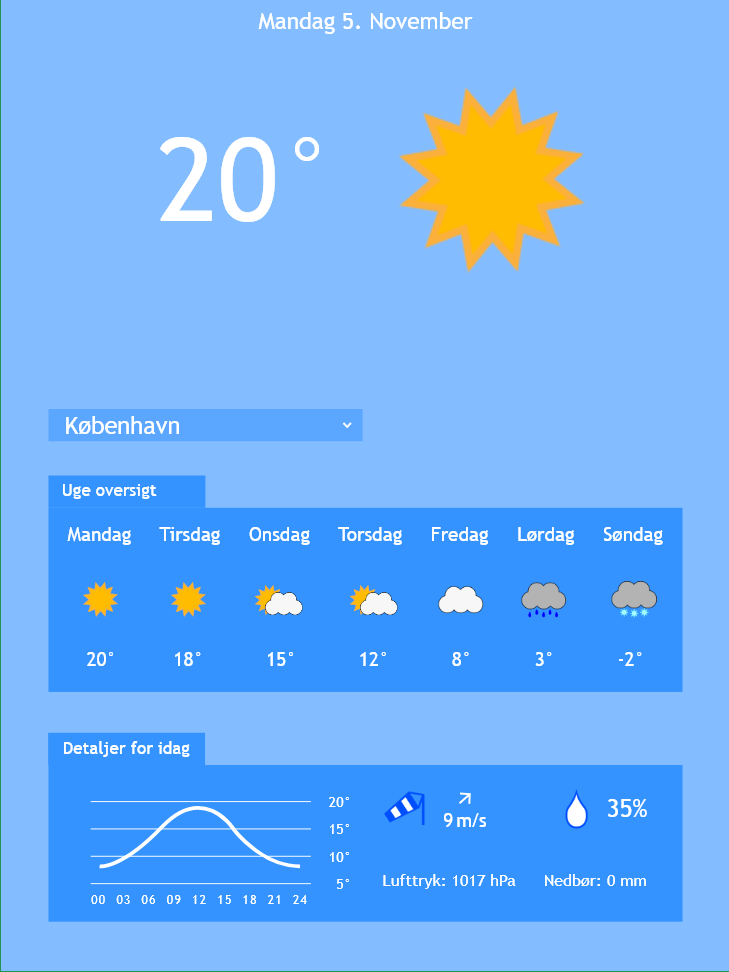 Mandag 5. November
20°
København
Uge oversigt
Mandag Tirsdag Onsdag Torsdag Fredag Lørdag Søndag
20° 18° 15° 12° 8° 3° -2°
Detaljer for idag
20°
15°
10°
5°
00 03 06 09 12 15 18 21 24
9 m/s
35%
Lufttryk: 1017 hPa
Nedbør: 0 mm